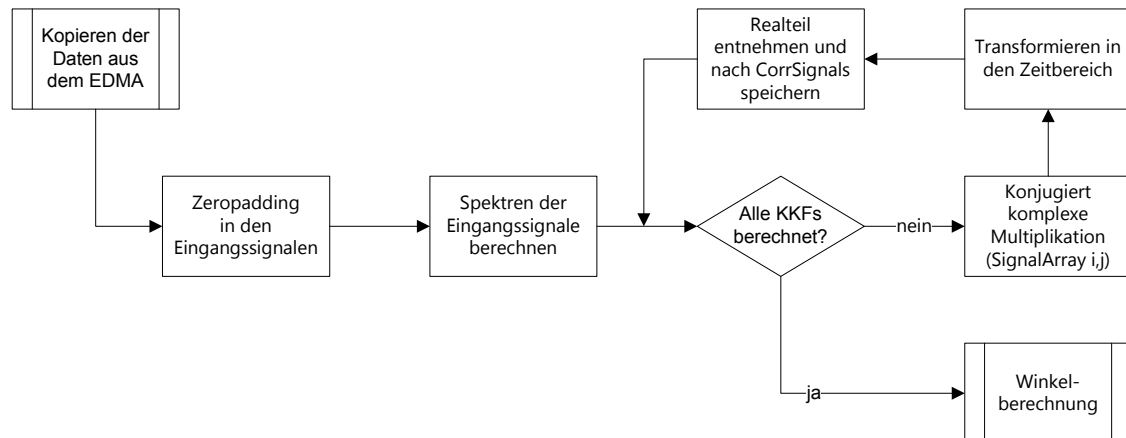 Kopieren der
Daten aus
dem EDMA
Realteil
entnehmen und
nach CorrSignals
speichern
Transformieren in
den Zeitbereich
Zeropadding
in den
Eingangssignalen
Spektren der
Eingangssignale
berechnen
Alle KKFs
berechnet?
nein
Konjugiert
komplexe
Multiplikation
(SignalArray i,j)
ja
Winkel-
berechnung